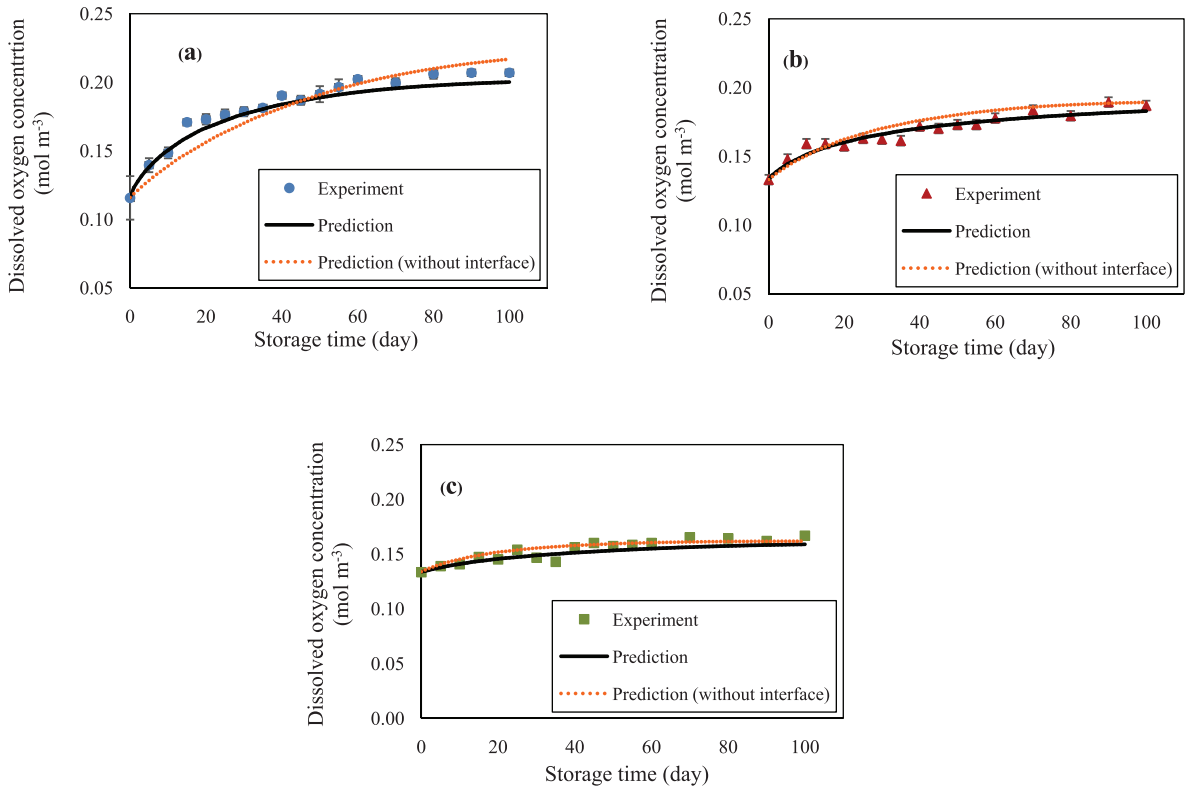 Dissolved oxygen concentrtion
(mol m-3)
0.25
0.20
0.15
0.10
0.05
(a)
Experiment
Prediction
Prediction (without interface)
0 20 40 60 80 100
Storage time (day)
Dissolved oxygen concentration
(mol m-3)
0.25
0.20
0.15
0.10
0.05
(b)
Experiment
Prediction
Prediction (without interface)
0 20 40 60 80 100
Storage time (day)
Dissolved oxygen concentration
(mol m-3)
0.25
0.20
0.15
0.10
0.05
0.00
(c)
Experiment
Prediction
Prediction (without interface)
0 20 40 60 80 100
Storage time (day)